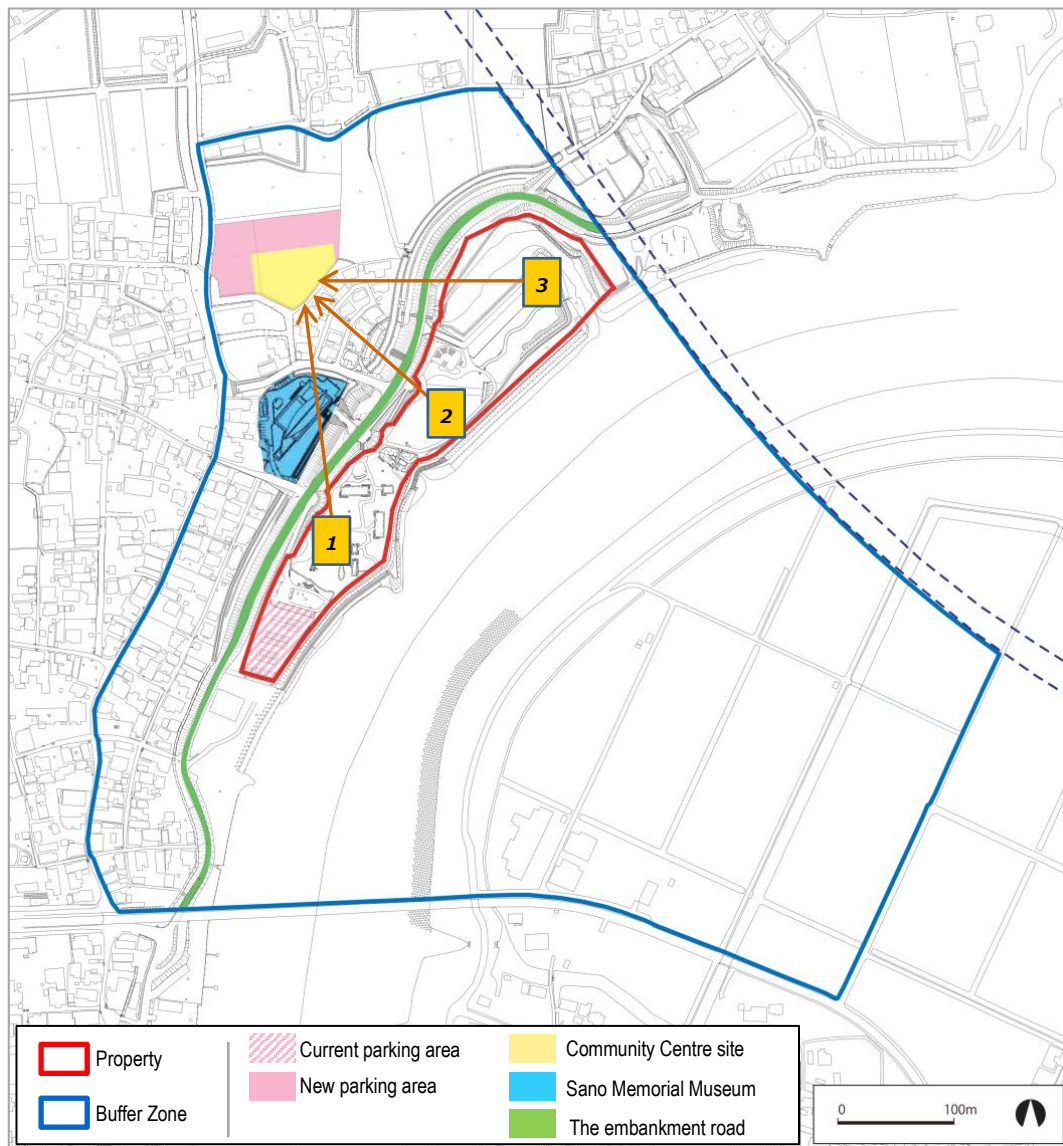 3
2
1
Property
Buffer Zone
Current parking area
New parking area
Community Centre site
Sano Memorial Museum
The embankment road
0 100m